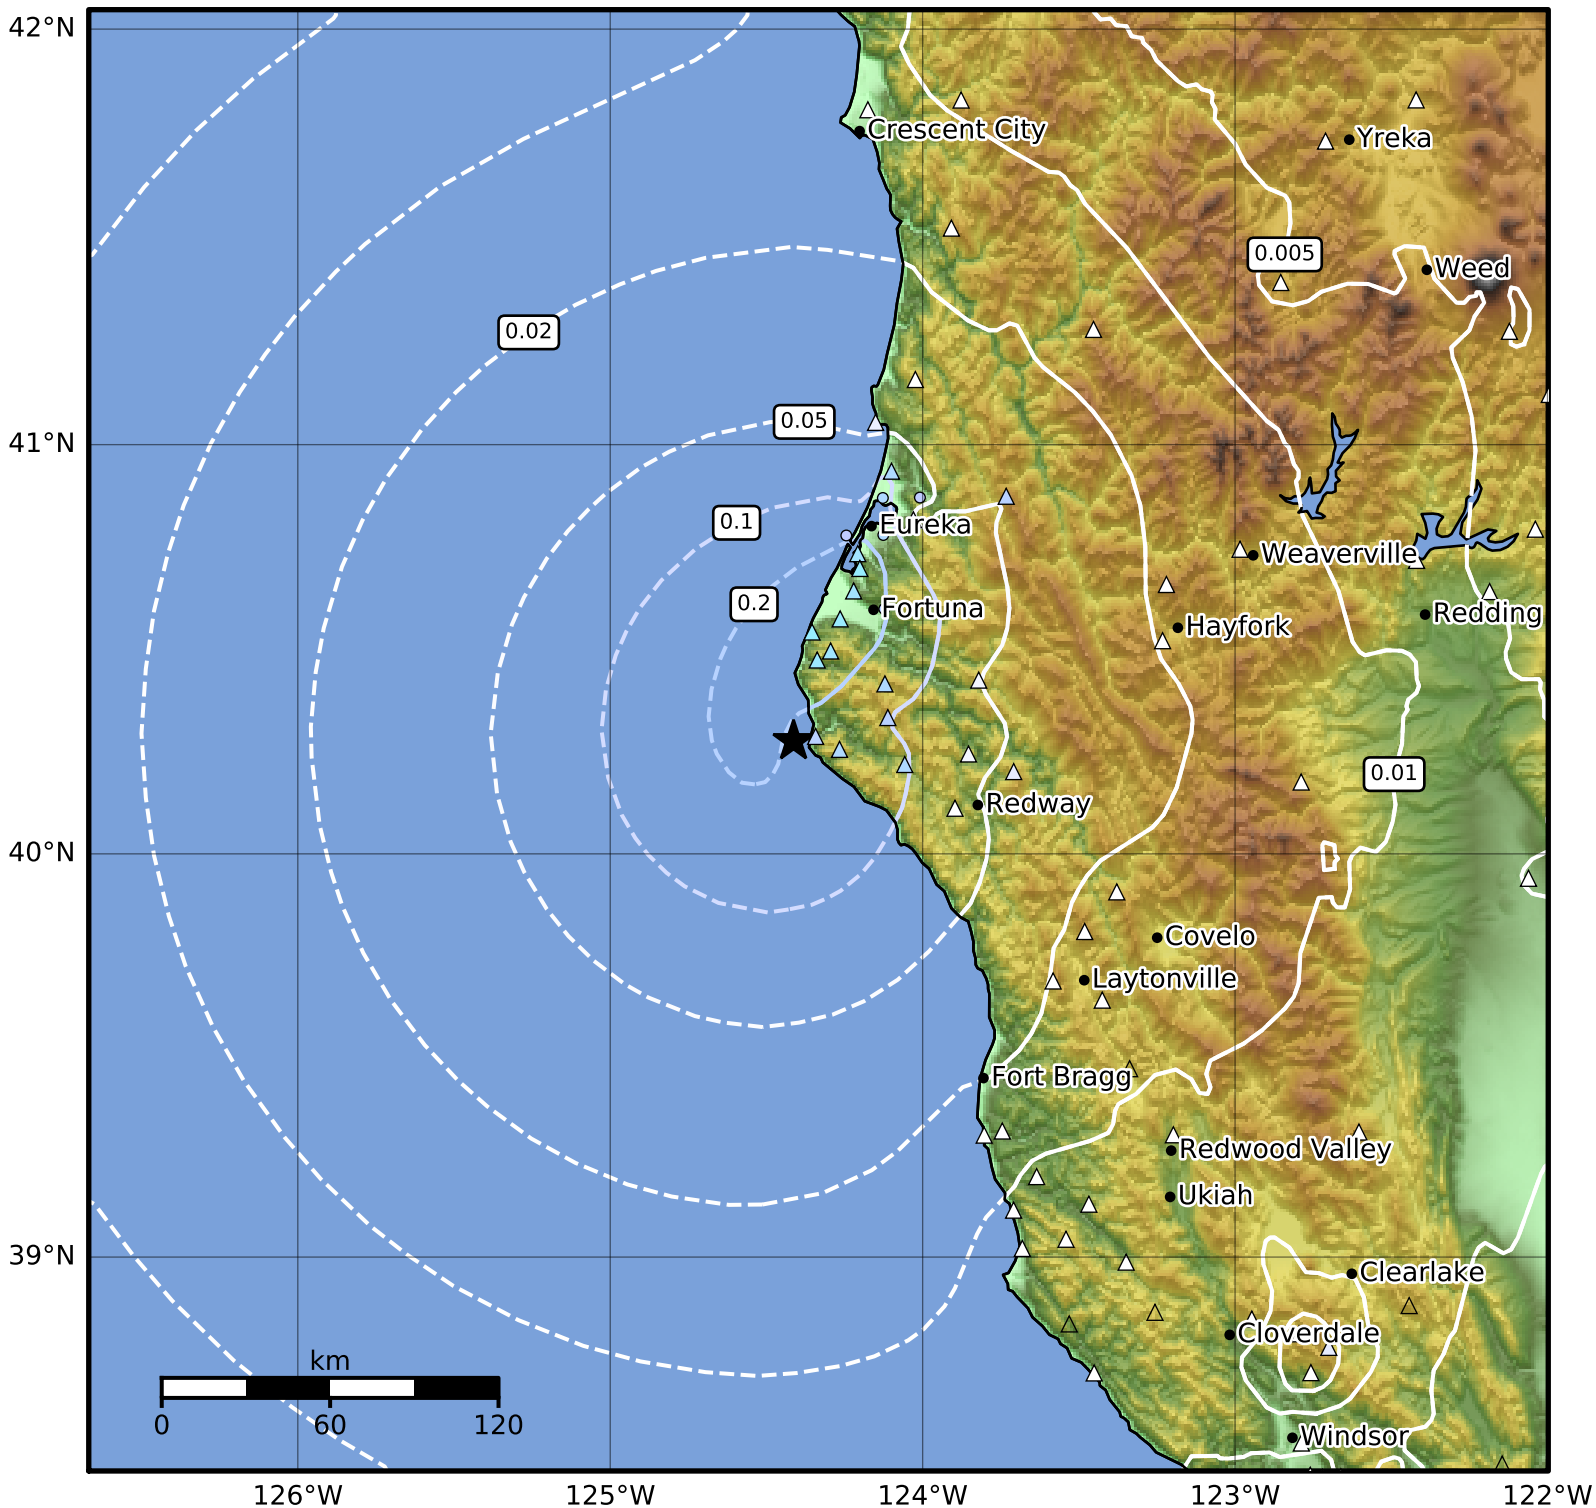 42°N
Crescent City
Yreka
0.005
Weed
0.02
0.05
41°N
0.1
Eureka
Weaverville
0.2
Fortuna
Redding
Hayfork
0.01
Redway
40°N
Covelo
Laytonville
Fort Bragg
Redwood Valley
Ukiah
39°N
Clearlake
Cloverdale
km
0 60 120
Windsor
126°W 125°W 124°W 123°W 122°W